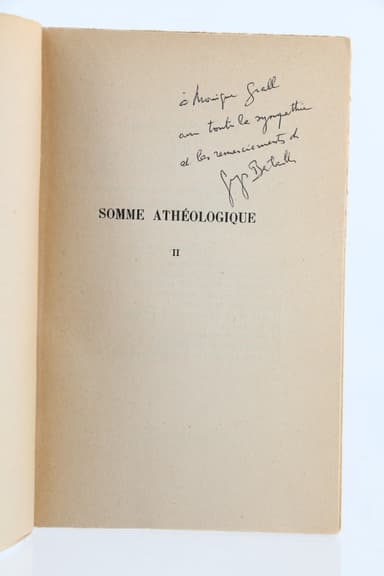 à Monique Grall
avec toute la sympathie
et les remerciements de
Georges Bataille
SOMME ATHÉOLOGIQUE
II